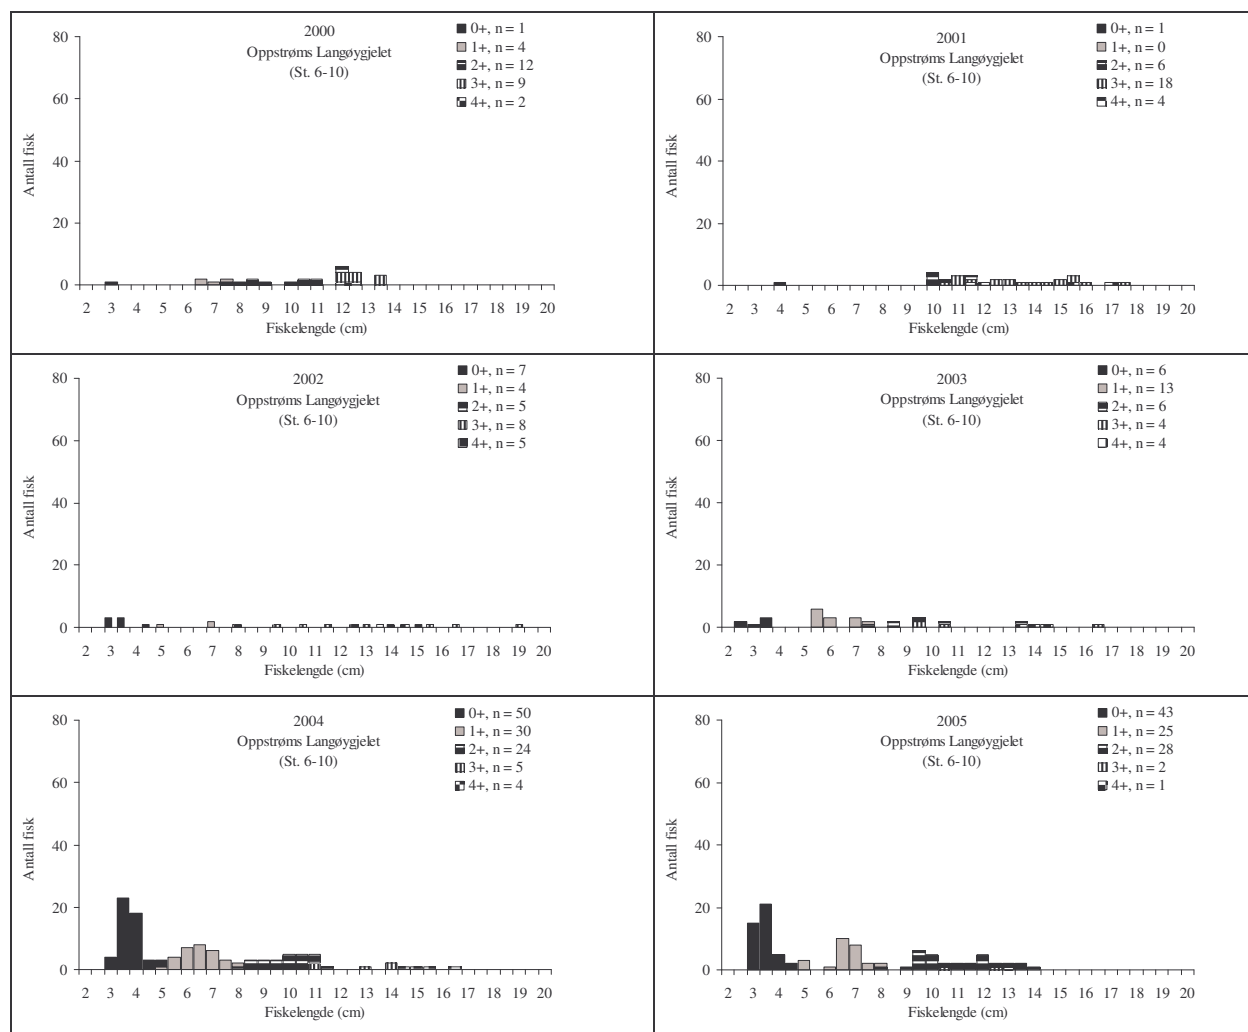 2000
Oppstrøms Langøygjelet
(St. 6-10)
0+, n = 1
1+, n = 4
2+, n = 12
3+, n = 9
4+, n = 2
80
60
40
20
0
Antall fisk
2 3 4 5 6 7 8 9 10 11 12 13 14 15 16 17 18 19 20
Fiskelengde (cm)
2001
Oppstrøms Langøygjelet
(St. 6-10)
0+, n = 1
1+, n = 0
2+, n = 6
3+, n = 18
4+, n = 4
80
60
40
20
0
Antall fisk
2 3 4 5 6 7 8 9 10 11 12 13 14 15 16 17 18 19 20
Fiskelengde (cm)
2002
Oppstrøms Langøygjelet
(St. 6-10)
0+, n = 7
1+, n = 4
2+, n = 5
3+, n = 8
4+, n = 5
80
60
40
20
0
Antall fisk
2 3 4 5 6 7 8 9 10 11 12 13 14 15 16 17 18 19 20
Fiskelengde (cm)
2003
Oppstrøms Langøygjelet
(St. 6-10)
0+, n = 6
1+, n = 13
2+, n = 6
3+, n = 4
4+, n = 4
80
60
40
20
0
Antall fisk
2 3 4 5 6 7 8 9 10 11 12 13 14 15 16 17 18 19 20
Fiskelengde (cm)
2004
Oppstrøms Langøygjelet
(St. 6-10)
0+, n = 50
1+, n = 30
2+, n = 24
3+, n = 5
4+, n = 4
80
60
40
20
0
Antall fisk
2 3 4 5 6 7 8 9 10 11 12 13 14 15 16 17 18 19 20
Fiskelengde (cm)
2005
Oppstrøms Langøygjelet
(St. 6-10)
0+, n = 43
1+, n = 25
2+, n = 28
3+, n = 2
4+, n = 1
80
60
40
20
0
Antall fisk
2 3 4 5 6 7 8 9 10 11 12 13 14 15 16 17 18 19 20
Fiskelengde (cm)